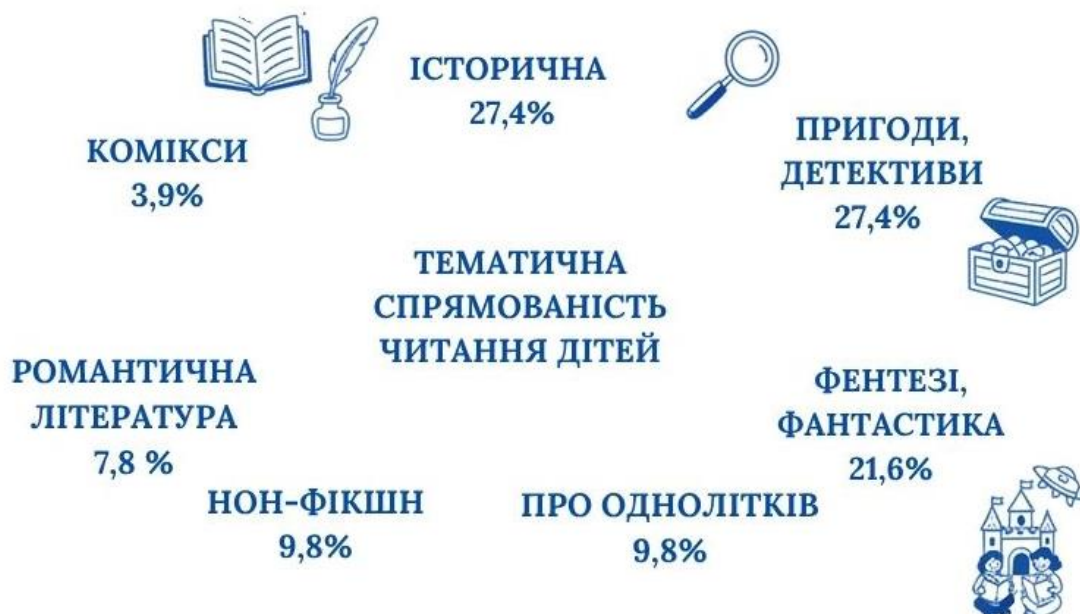 ІСТОРИЧНА
27,4%
ПРИГОДИ,
ДЕТЕКТИВИ
27,4%
КОМІКСИ
3,9%
ТЕМАТИЧНА
СПРЯМОВАНІСТЬ
ЧИТАННЯ ДІТЕЙ
РОМАНТИЧНА
ЛІТЕРАТУРА
7,8 %
ФЕНТЕЗІ,
ФАНТАСТИКА
21,6%
НОН-ФІКШН
9,8%
ПРО ОДНОЛІТКІВ
9,8%